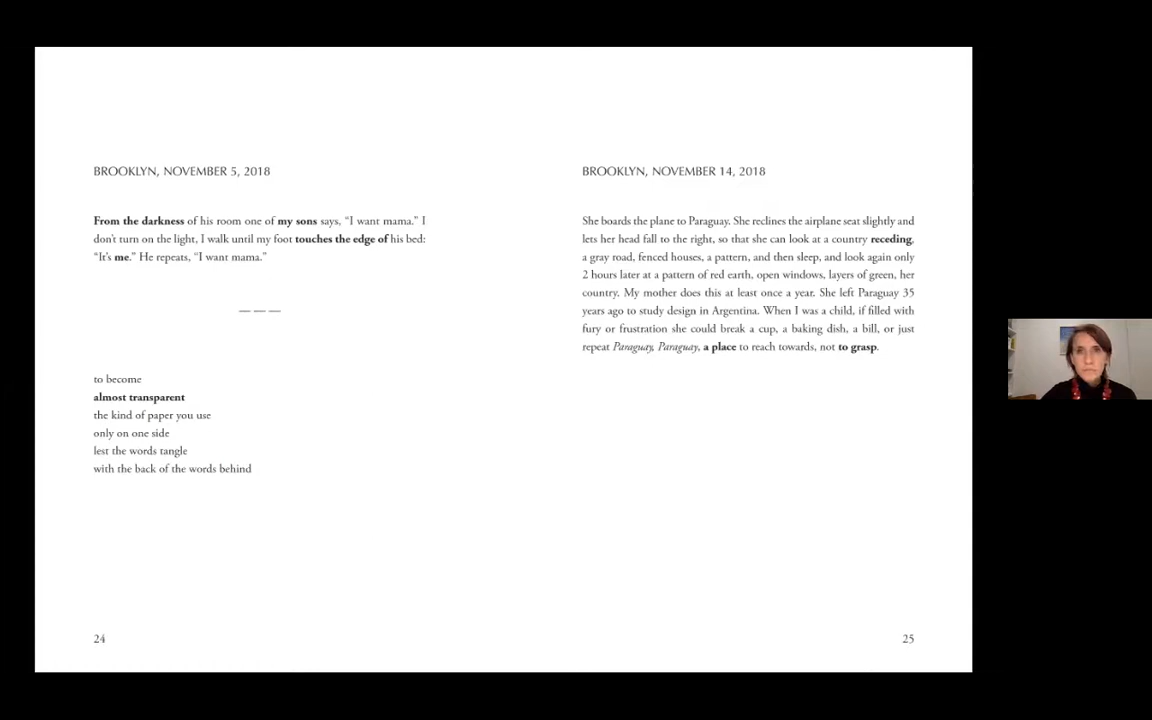 BROOKLYN, NOVEMBER 5, 2018
From the darkness of his room one of my sons says, “I want mama.” I
don’t turn on the light, I walk until my foot touches the edge of his bed:
“It’s me.” He repeats, “I want mama.”
— — —
to become
almost transparent
the kind of paper you use
only on one side
lest the words tangle
with the back of the words behind
24
BROOKLYN, NOVEMBER 14, 2018
She boards the plane to Paraguay. She reclines the airplane seat slightly and
lets her head fall to the right, so that she can look at a country receding,
a gray road, fenced houses, a pattern, and then sleep, and look again only
2 hours later at a pattern of red earth, open windows, layers of green, her
country. My mother does this at least once a year. She left Paraguay 35
years ago to study design in Argentina. When I was a child, if filled with
fury or frustration she could break a cup, a baking dish, a bill, or just
repeat Paraguay, Paraguay, a place to reach towards, not to grasp.
25